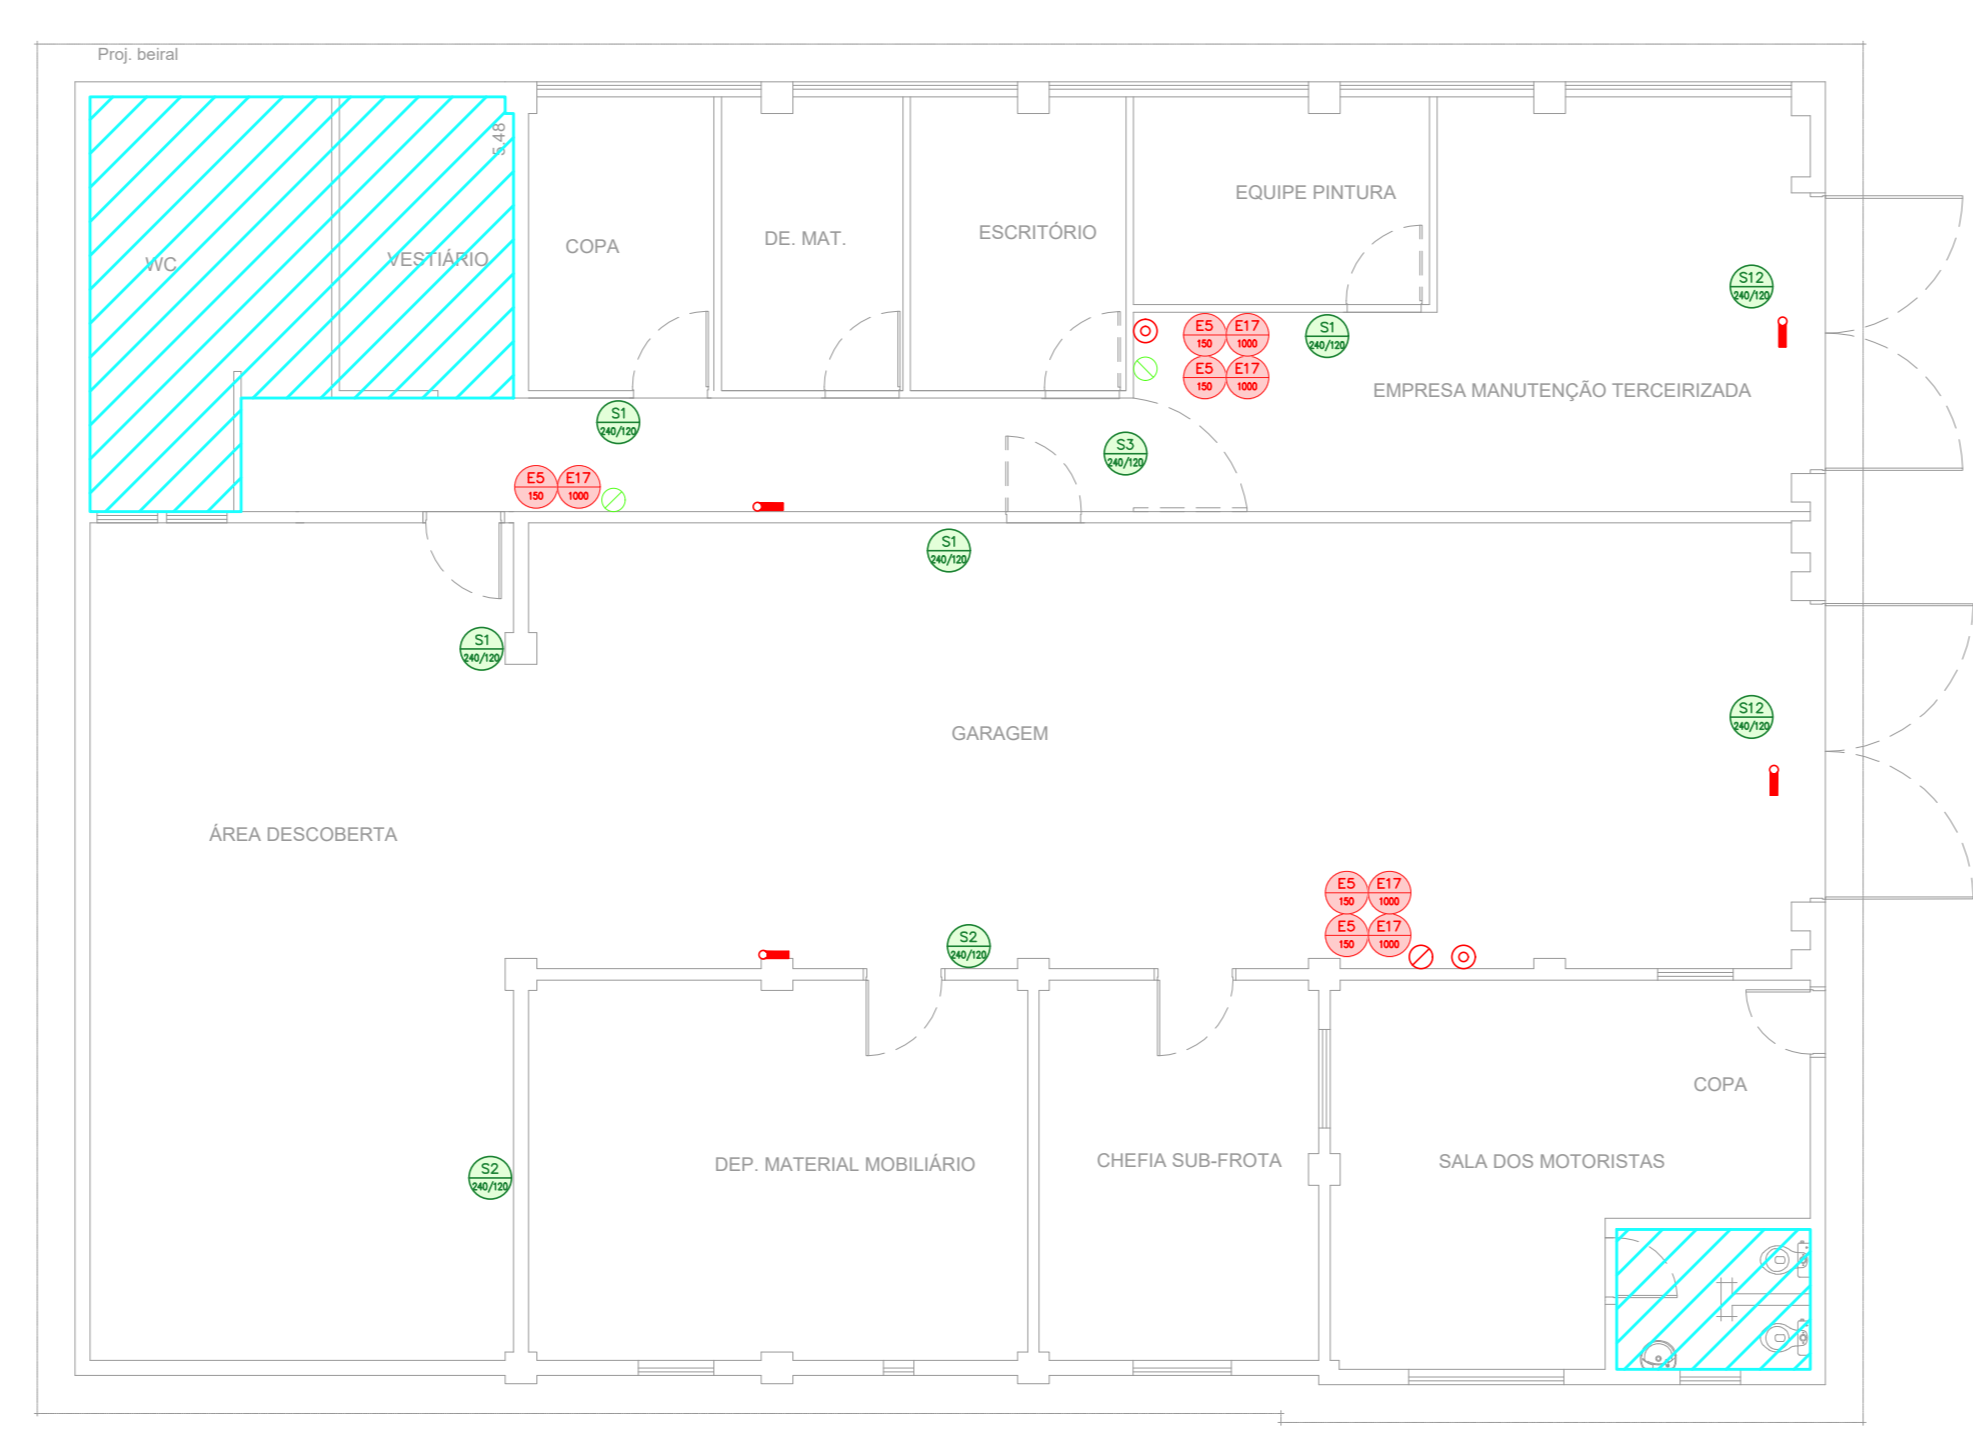 Proj. beiral
5,48
EQUIPE PINTURA
ESCRITÓRIO
DE. MAT.
COPA
VESTIÁRIO
WC
S12
240/120
E5
150
E17
1000
S1
240/120
E5
150
E17
1000
EMPRESA MANUTENÇÃO TERCEIRIZADA
S1
240/120
S3
240/120
E5
150
E17
1000
S1
240/120
S1
240/120
S12
240/120
GARAGEM
ÁREA DESCOBERTA
E5
150
E17
1000
E5
150
E17
1000
S2
240/120
COPA
S2
240/120
DEP. MATERIAL MOBILIÁRIO
CHEFIA SUB-FROTA
SALA DOS MOTORISTAS